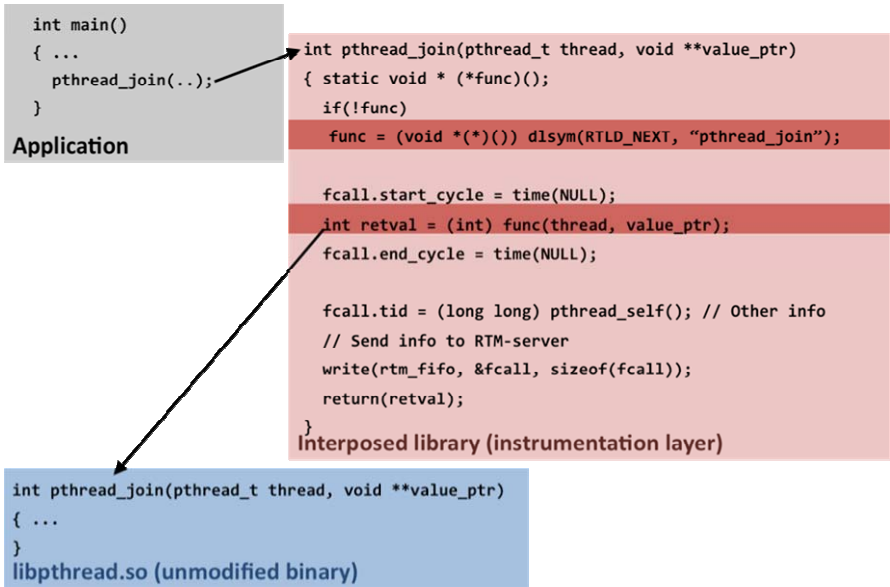 int main()
{ ...
pthread_join(..);
}
Application
int pthread_join(pthread_t thread, void **value_ptr)
{ static void * (*func)();
if(!func)
func = (void *(*)()) dlsym(RTLD_NEXT, “pthread_join”);
fcall.start_cycle = time(NULL);
int retval = (int) func(thread, value_ptr);
fcall.end_cycle = time(NULL);
fcall.tid = (long long) pthread_self(); // Other info
// Send info to RTM-server
write(rtm_fifo, &fcall, sizeof(fcall));
return(retval);
}
Interposed library (instrumentation layer)
int pthread_join(pthread_t thread, void **value_ptr)
{ ...
}
libpthread.so (unmodified binary)